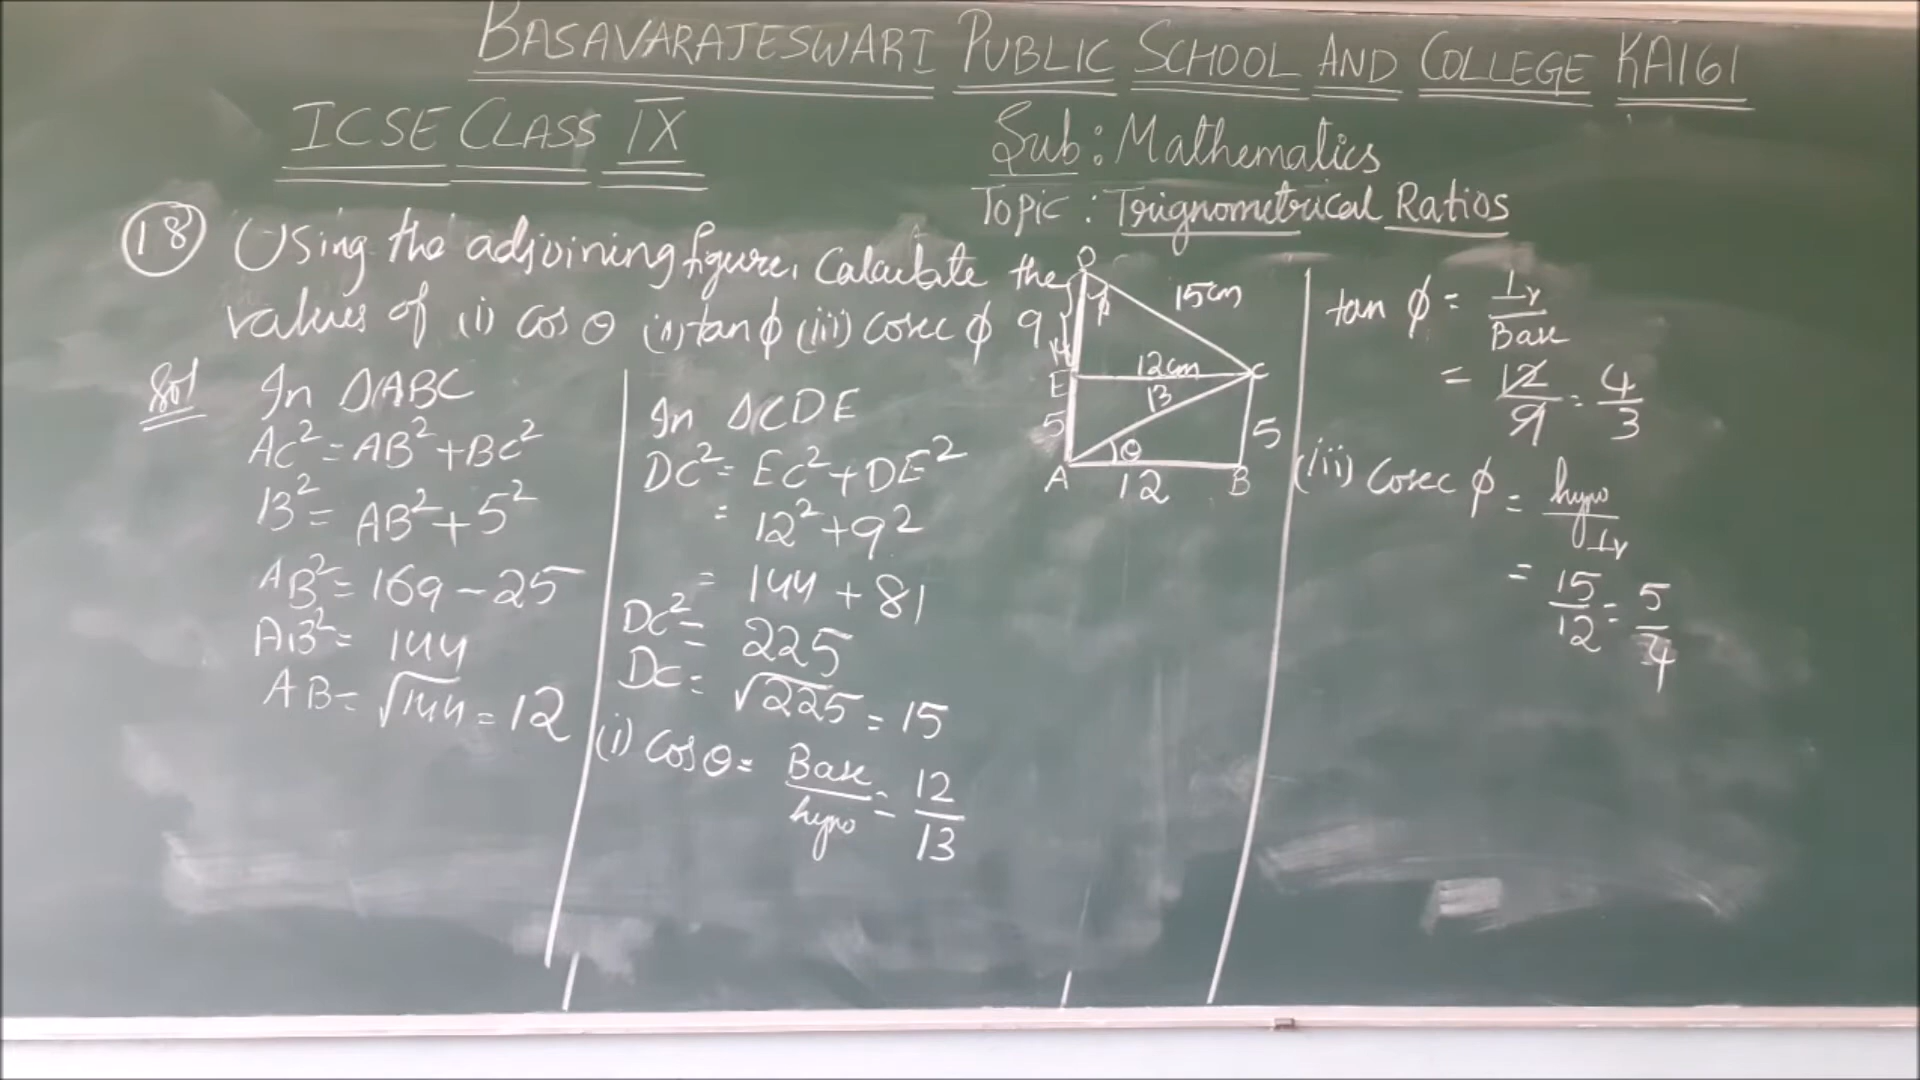 BASAVARAJESWARI PUBLIC SCHOOL AND COLLEGE KA161
ICSE CLASS IX
Sub: Mathematics
Topic: Trignometrical Ratios
(18) Using the adjoining figure, Calculate the
values of (i) cos θ (ii) tan ϕ (iii) cosec ϕ
Sol In ΔABC
AC² = AB² + BC²
13² = AB² + 5²
AB² = 169 - 25
AB² = 144
AB = √144 = 12
In ΔCDE
DC² = EC² + DE²
= 12² + 9²
= 144 + 81
DC² = 225
DC = √225 = 15
(i) Cos θ = Base/hypo = 12/13
D
15cm
9
E
12cm
C
13
5
θ
5
A
12
B
tan ϕ = ⊥r/Base
= 12/9 = 4/3
(iii) Cosec ϕ = hypo/⊥r
= 15/12 = 5/4